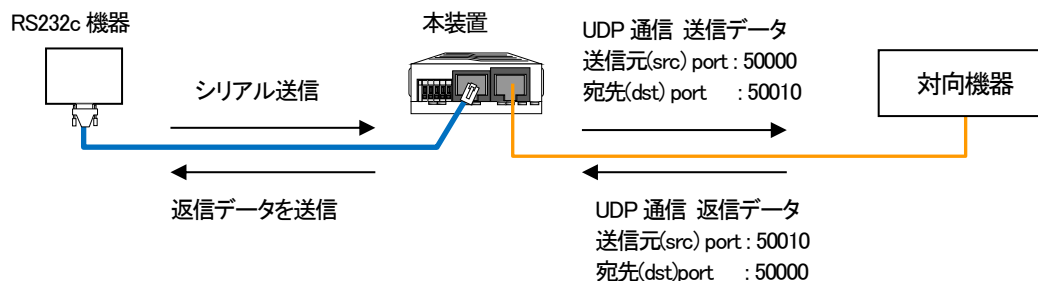 RS232c 機器
本装置
UDP 通信 送信データ
送信元(src) port : 50000
宛先(dst) port : 50010
シリアル送信
対向機器
返信データを送信
UDP 通信 返信データ
送信元(src) port : 50010
宛先(dst)port : 50000